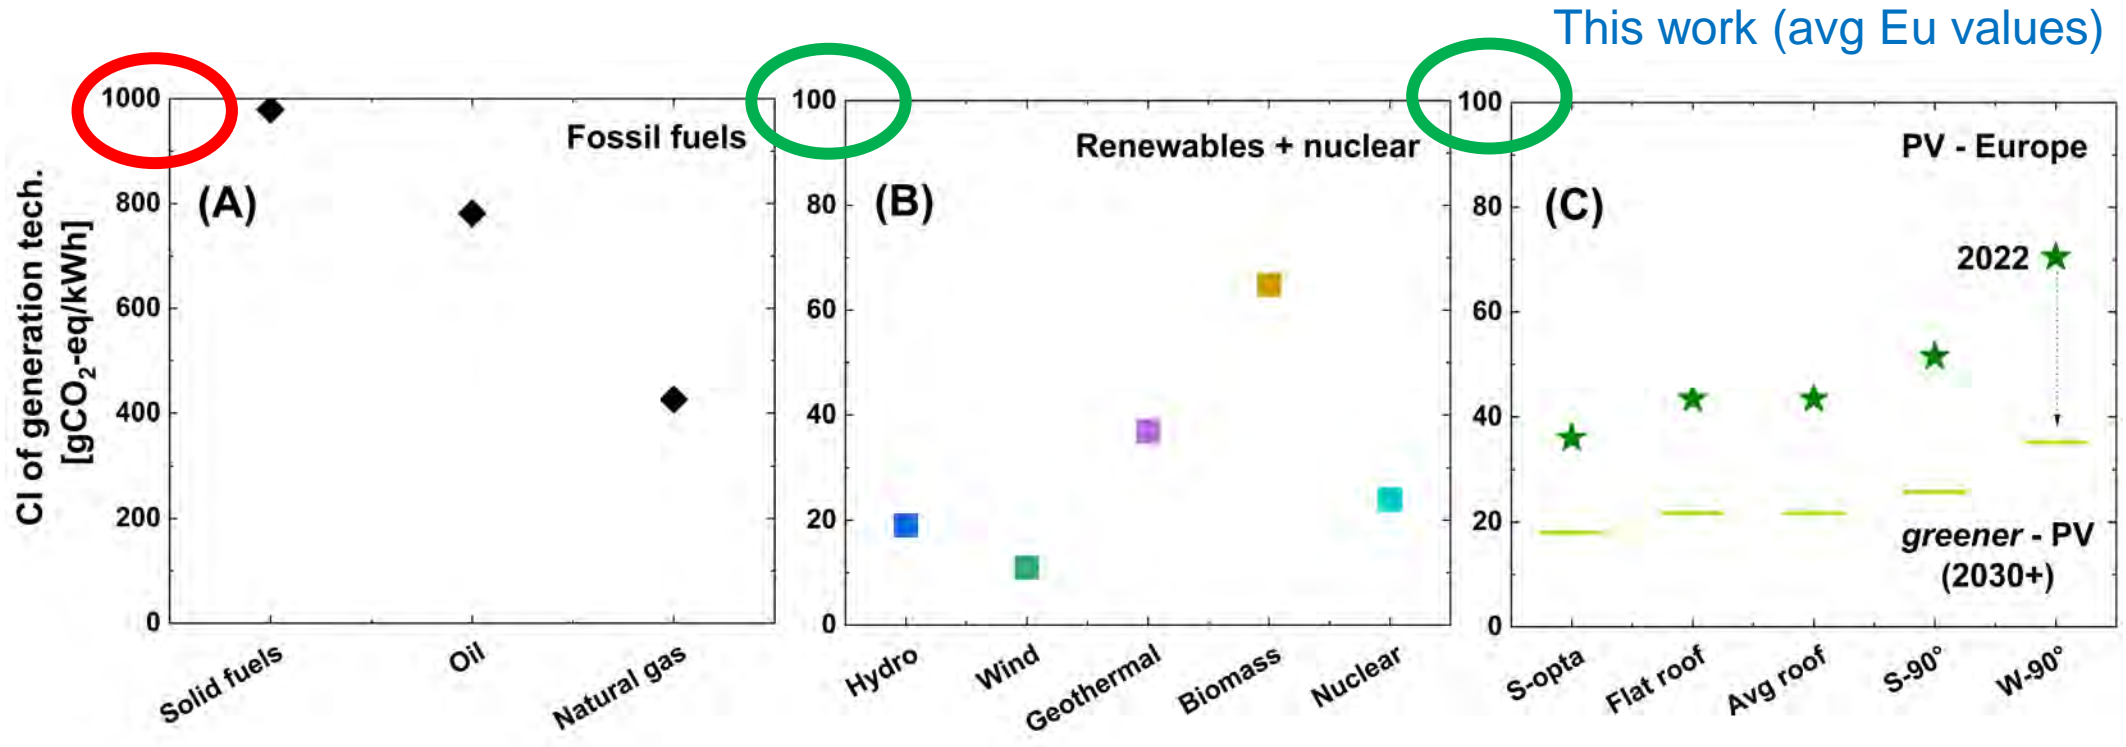 This work (avg Eu values)
CI of generation tech.
[gCO₂-eq/kWh]
1000
800
600
400
200
0
(A)
Fossil fuels
Solid fuels
Oil
Natural gas
100
80
60
40
20
0
(B)
Renewables + nuclear
Hydro
Wind
Geothermal
Biomass
Nuclear
100
80
60
40
20
0
(C)
PV - Europe
2022
greener - PV
(2030+)
S-opta
Flat roof
Avg roof
S-90°
W-90°